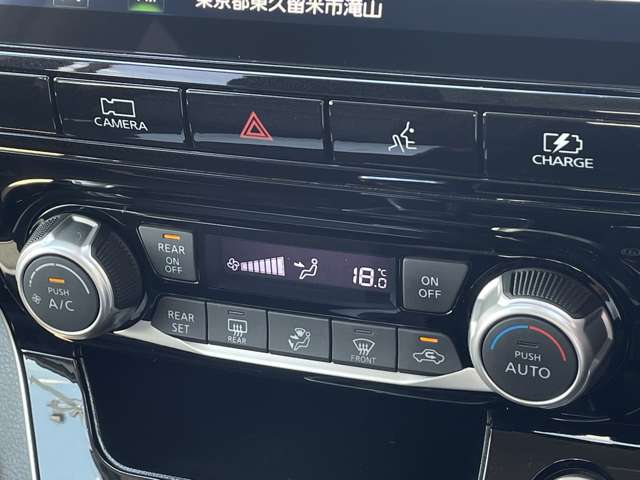 東京都東久留米市滝山
CAMERA
CHARGE
REAR
ON
OFF
18.0
°C
ON
OFF
PUSH
A/C
REAR
SET
REAR
FRONT
PUSH
AUTO